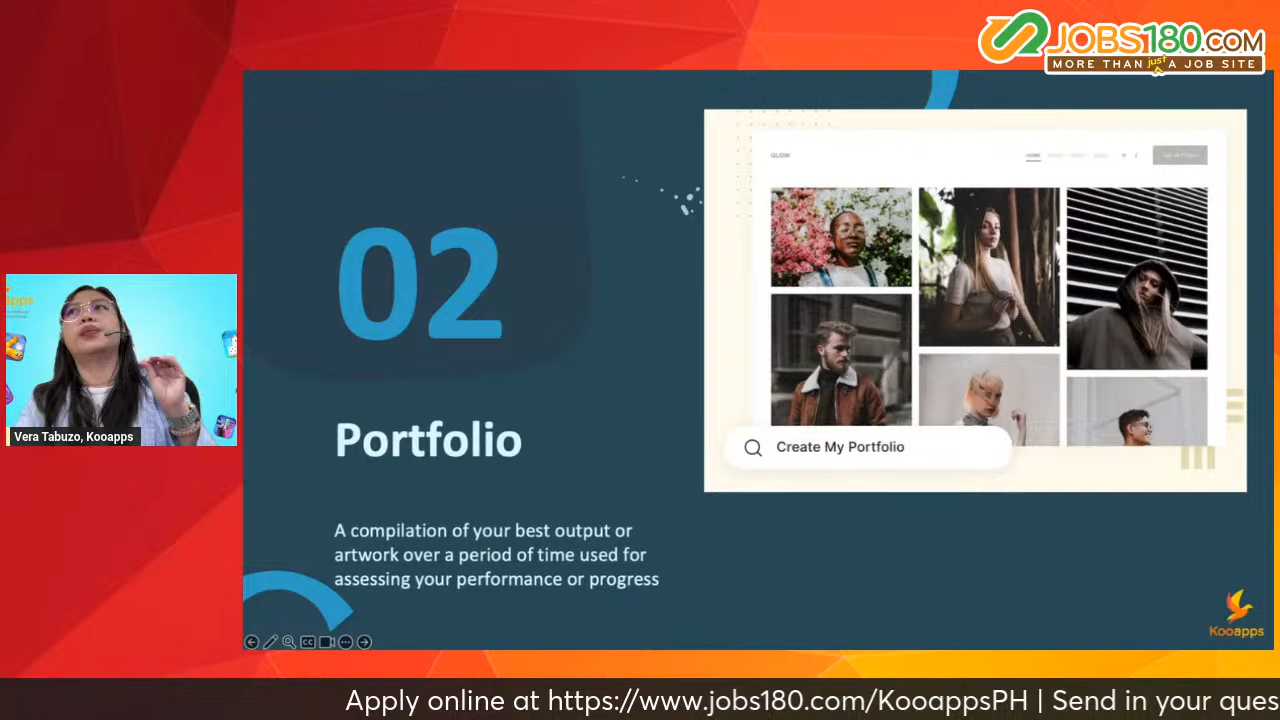 JOBS180.COM
MORE THAN just A JOB SITE
GLOW
HOME
02
Portfolio
Create My Portfolio
A compilation of your best output or
artwork over a period of time used for
assessing your performance or progress
Vera Tabuzo, Kooapps
CC
Kooapps
Apply online at https://www.jobs180.com/KooappsPH | Send in your ques